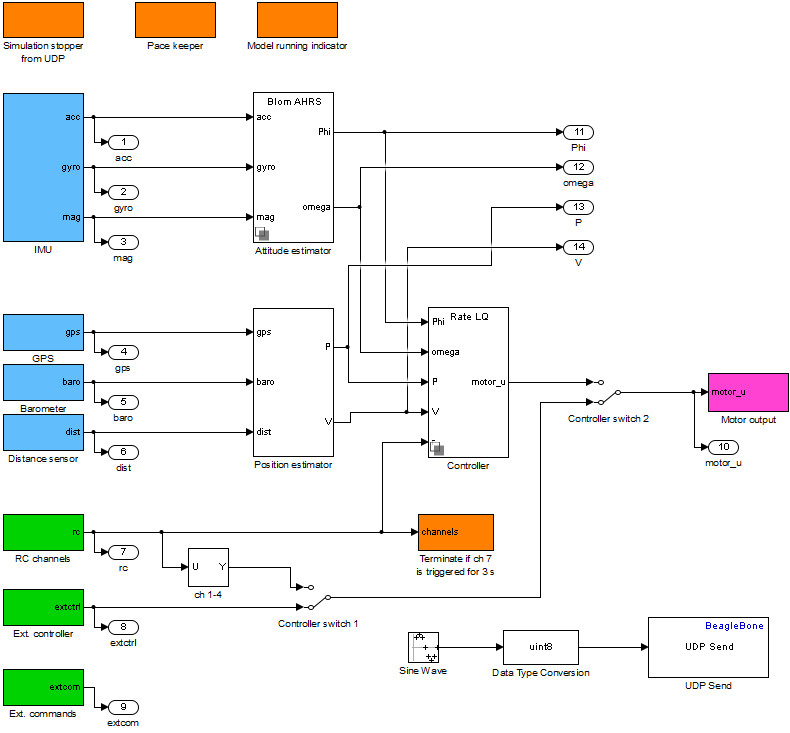 Simulation stopper
from UDP
Pace keeper
Model running indicator
Blom AHRS
acc
acc
Phi
11
Phi
1
acc
gyro
gyro
12
omega
2
gyro
omega
13
P
mag
mag
3
mag
IMU
Attitude estimator
14
V
gps
gps
P
GPS
4
gps
baro
baro
Barometer
5
baro
dist
dist
V
Distance sensor
6
dist
Position estimator
Rate LQ
Phi
omega
P
motor_u
V
Controller
Controller switch 2
motor_u
Motor output
10
motor_u
rc
RC channels
7
rc
channels
Terminate if ch 7
is triggered for 3 s
U Y
ch 1-4
extctrl
Ext. controller
8
extctrl
Controller switch 1
Sine Wave
uint8
Data Type Conversion
BeagleBone
UDP Send
UDP Send
extcom
Ext. commands
9
extcom